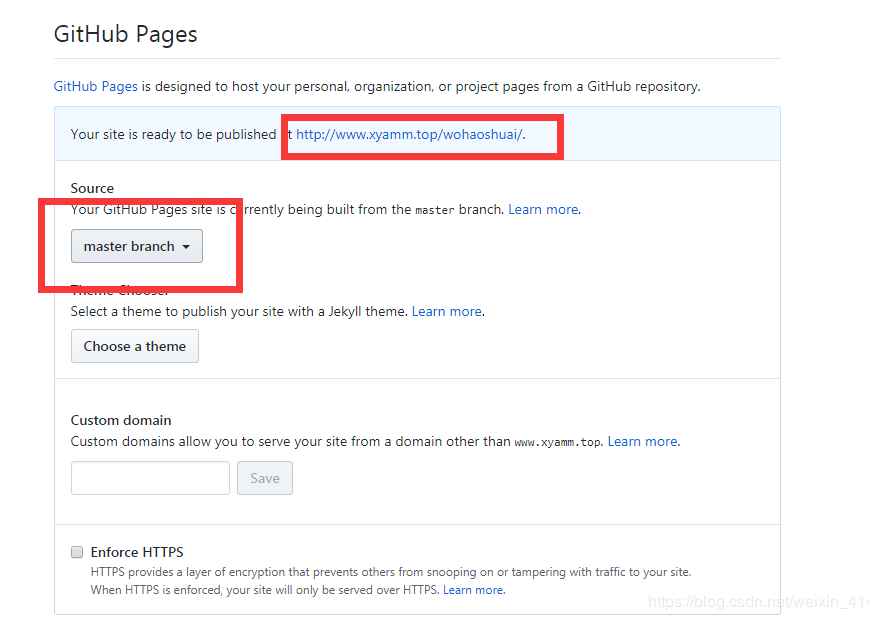 GitHub Pages
GitHub Pages is designed to host your personal, organization, or project pages from a GitHub repository.
Your site is ready to be published t http://www.xyamm.top/wohaoshuai/.
Source
Your GitHub Pages site is currently being built from the master branch. Learn more.
master branch
Theme Chooser
Select a theme to publish your site with a Jekyll theme. Learn more.
Choose a theme
Custom domain
Custom domains allow you to serve your site from a domain other than www.xyamm.top. Learn more.
Save
Enforce HTTPS
HTTPS provides a layer of encryption that prevents others from snooping on or tampering with traffic to your site.
When HTTPS is enforced, your site will only be served over HTTPS. Learn more.
https://blog.csdn.net/weixin_414